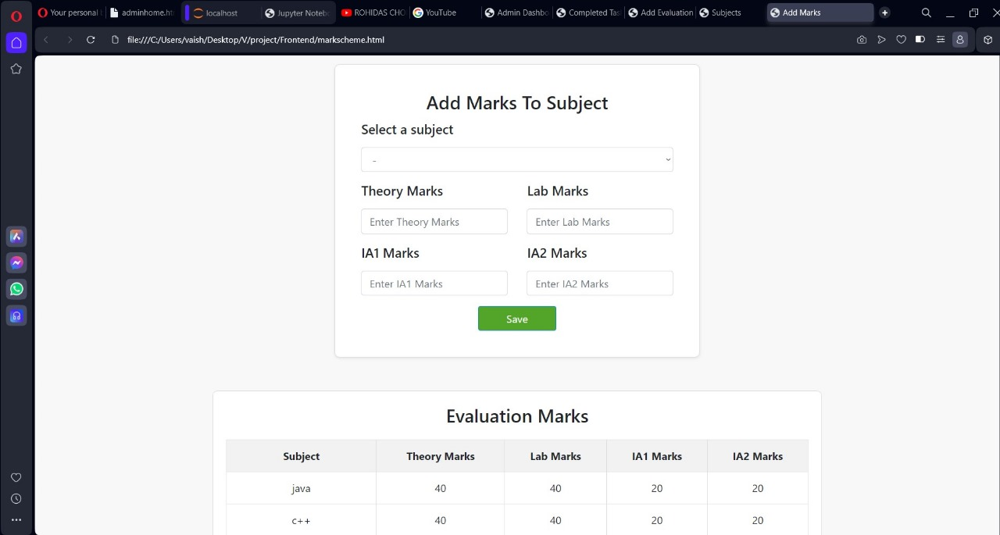 Your personal
adminhome.ht
localhost
Jupyter Noteb
ROHIDAS CHO
YouTube
Admin Dashbo
Completed Tas
Add Evaluation
Subjects
Add Marks
file:///C:/Users/vaish/Desktop/V/project/Frontend/markscheme.html
Add Marks To Subject
Select a subject
-
Theory Marks Lab Marks
Enter Theory Marks Enter Lab Marks
IA1 Marks IA2 Marks
Enter IA1 Marks Enter IA2 Marks
Save
Evaluation Marks
Subject Theory Marks Lab Marks IA1 Marks IA2 Marks
java 40 40 20 20
c++ 40 40 20 20